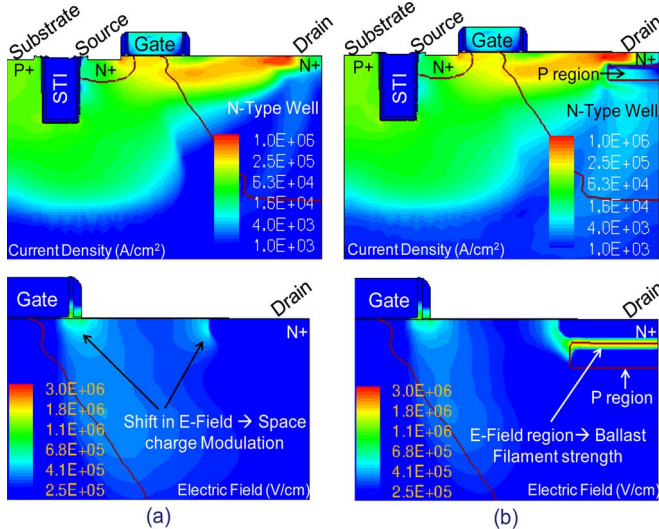 Substrate
Source
Drain
Gate
P+
STI
N+
N+
N-Type Well
1.0E+06
2.5E+05
6.3E+04
1.6E+04
4.0E+03
1.0E+03
Current Density (A/cm²)
Substrate
Source
Drain
Gate
P+
STI
N+
N+
P region
N-Type Well
1.0E+06
2.5E+05
6.3E+04
1.6E+04
4.0E+03
1.0E+03
Current Density (A/cm²)
Gate
Drain
N+
3.0E+06
1.8E+06
1.1E+06
6.8E+05
4.1E+05
2.5E+05
Shift in E-Field → Space
charge Modulation
Electric Field (V/cm)
(a)
Gate
Drain
N+
P region
3.0E+06
1.8E+06
1.1E+06
6.8E+05
4.1E+05
2.5E+05
E-Field region→ Ballast
Filament strength
Electric Field (V/cm)
(b)